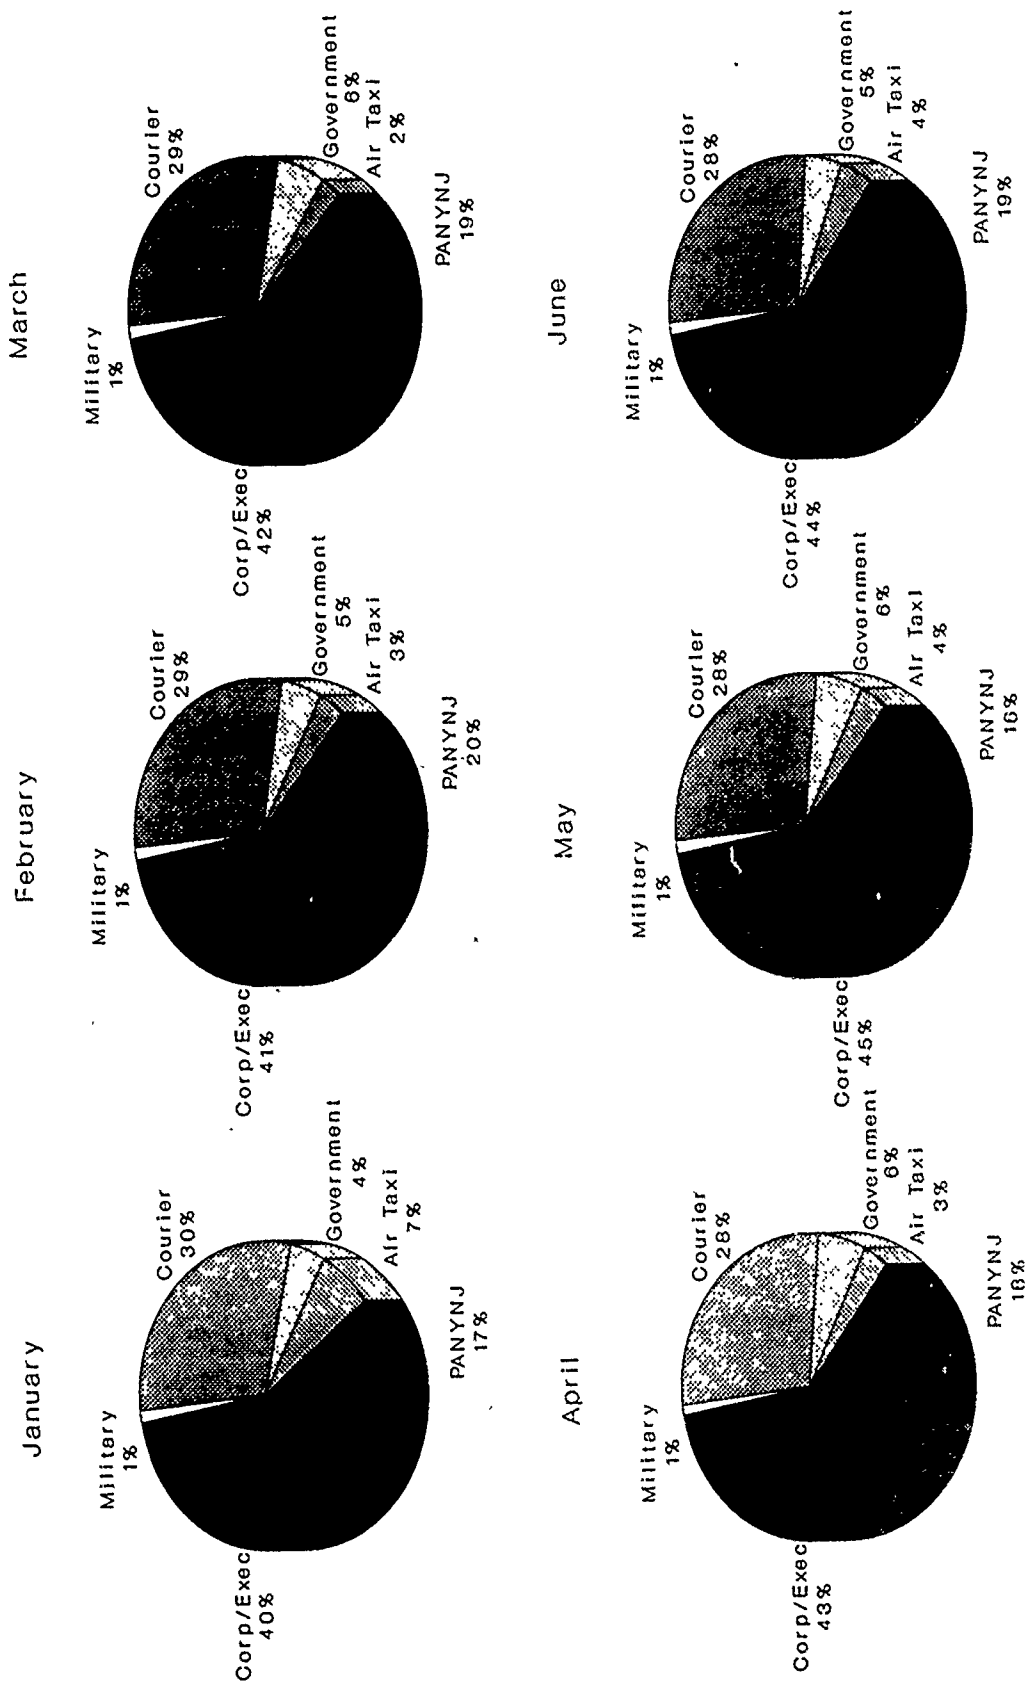 January
Military
1%
Courier
30%
Government
4%
Air Taxi
7%
PANYNJ
17%
Corp/Exec
40%
February
Military
1%
Courier
29%
Government
5%
Air Taxi
3%
PANYNJ
20%
Corp/Exec
41%
March
Military
1%
Courier
29%
Government
6%
Air Taxi
2%
PANYNJ
19%
Corp/Exec
42%
April
Military
1%
Courier
28%
Government
6%
Air Taxi
3%
PANYNJ
18%
Corp/Exec
43%
May
Military
1%
Courier
28%
Government
6%
Air Taxi
4%
PANYNJ
16%
Corp/Exec
45%
June
Military
1%
Courier
28%
Government
5%
Air Taxi
4%
PANYNJ
19%
Corp/Exec
44%